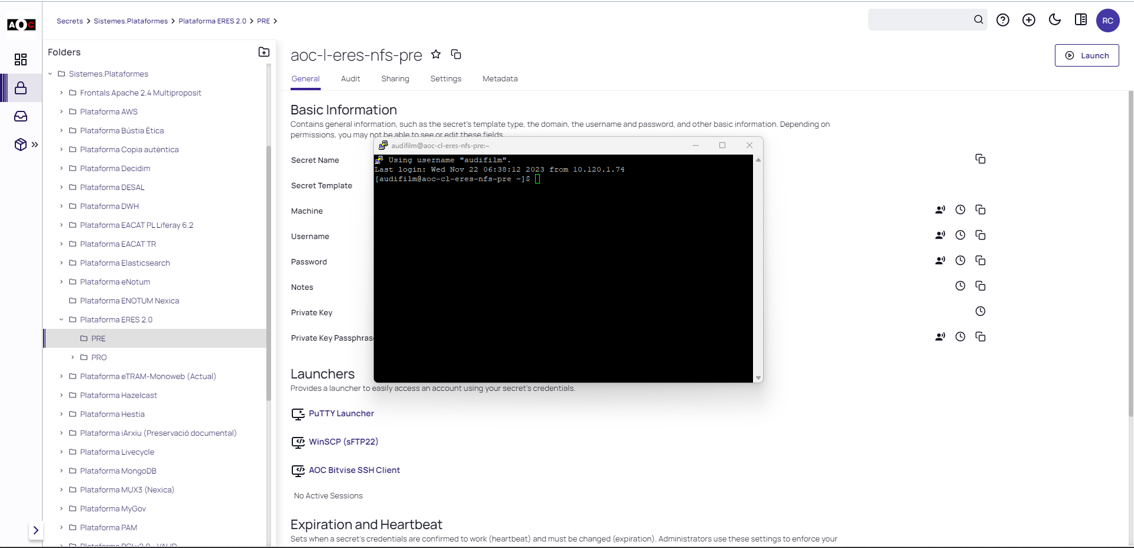 AOC
Secrets > Sistemes.Plataformes > Plataforma ERES 2.0 > PRE >
RC
Folders
Sistemes.Plataformes
Frontals Apache 2.4 Multiproposit
Plataforma AWS
Plataforma Bústia Ètica
Plataforma Copia autèntica
Plataforma Decidim
Plataforma DESAL
Plataforma DWH
Plataforma EACAT PL Liferay 6.2
Plataforma EACAT TR
Plataforma Elasticsearch
Plataforma eNotum
Plataforma ENOTUM Nexica
Plataforma ERES 2.0
PRE
PRO
Plataforma eTRAM-Monoweb (Actual)
Plataforma Hazelcast
Plataforma Hestia
Plataforma iArxiu (Preservació documental)
Plataforma Livecycle
Plataforma MongoDB
Plataforma MUX3 (Nexica)
Plataforma MyGov
Plataforma PAM
aoc-l-eres-nfs-pre
Launch
General Audit Sharing Settings Metadata
Basic Information
Contains general information, such as the secret's template type, the domain, the username and password, and other basic information. Depending on
permissions, you may not be able to see or edit these fields.
Secret Name
Secret Template
Machine
Username
Password
Notes
Private Key
Private Key Passphrase
audifilm@aoc-cl-eres-nfs-pre:~
Using username "audifilm".
Last login: Wed Nov 22 06:38:12 2023 from 10.120.1.74
[audifilm@aoc-cl-eres-nfs-pre ~]$
Launchers
Provides a launcher to easily access an account using your secret's credentials.
PuTTY Launcher
WinSCP (sFTP22)
AOC Bitvise SSH Client
No Active Sessions
Expiration and Heartbeat
Sets when a secret's credentials are confirmed to work (heartbeat) and must be changed (expiration). Administrators use these settings to enforce your